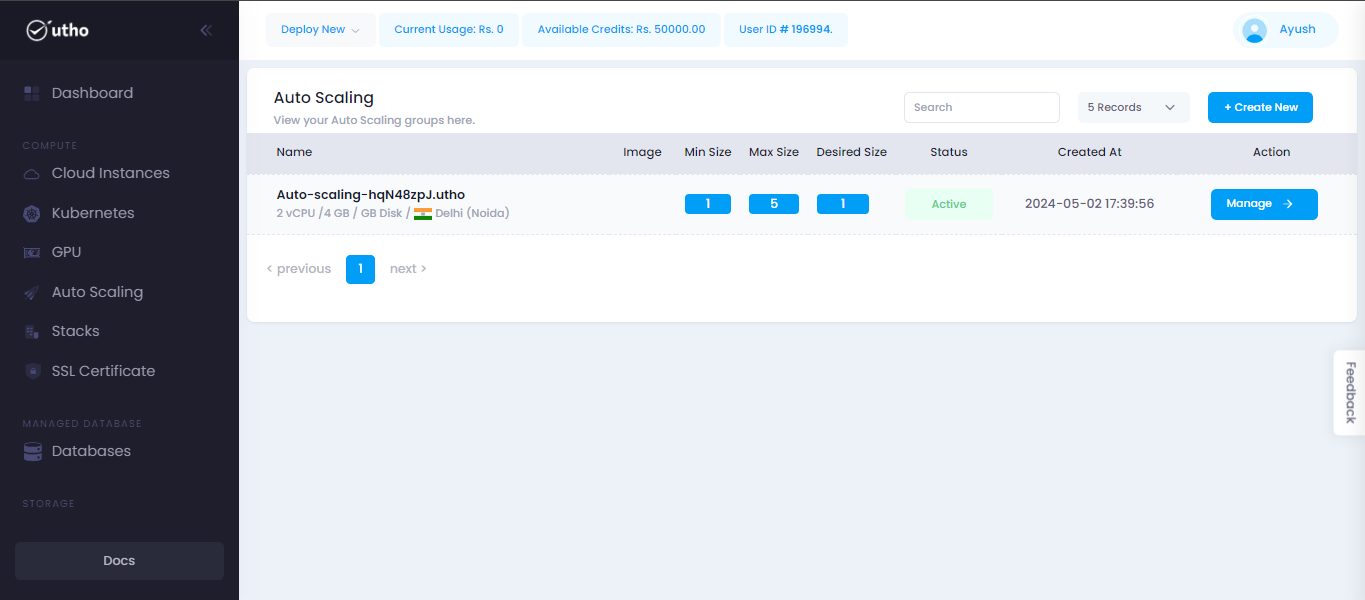 utho
Deploy New
Current Usage: Rs. 0
Available Credits: Rs. 50000.00
User ID # 196994.
Ayush
Dashboard
COMPUTE
Cloud Instances
Kubernetes
GPU
Auto Scaling
Stacks
SSL Certificate
MANAGED DATABASE
Databases
STORAGE
Docs
Auto Scaling
View your Auto Scaling groups here.
Search
5 Records
+ Create New
Name Image Min Size Max Size Desired Size Status Created At Action
Auto-scaling-hqN48zpJ.utho
2 vCPU /4 GB / GB Disk / Delhi (Noida)
1 5 1 Active 2024-05-02 17:39:56 Manage →
< previous 1 next >
Feedback